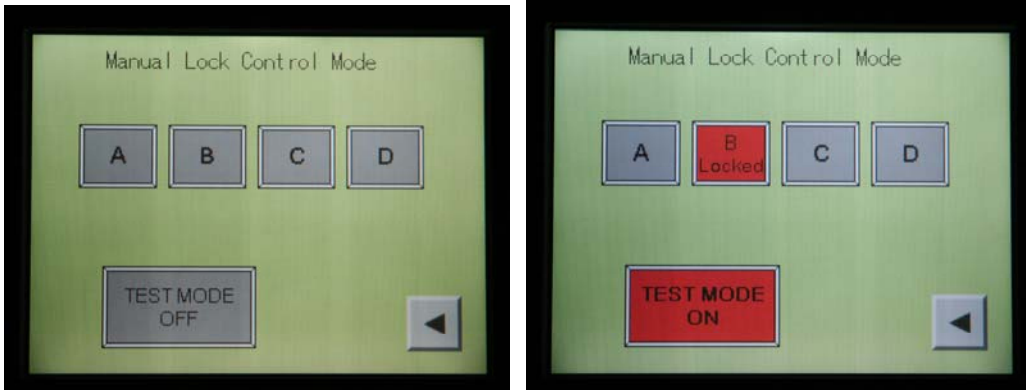 Manual Lock Control Mode
A B C D
TEST MODE
OFF
Manual Lock Control Mode
A B Locked C D
TEST MODE
ON